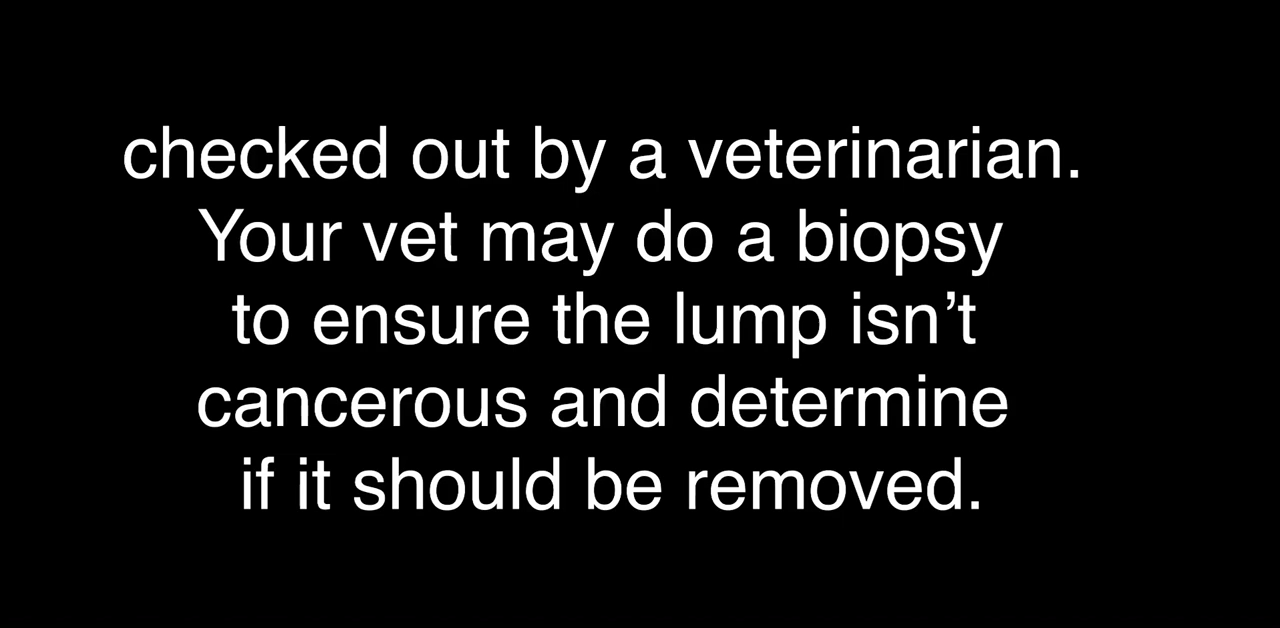 checked out by a veterinarian.
Your vet may do a biopsy
to ensure the lump isn’t
cancerous and determine
if it should be removed.